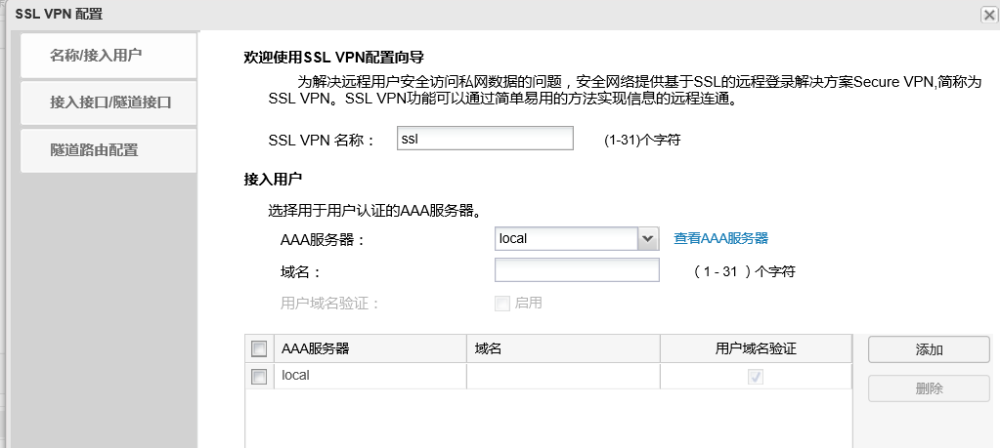 SSL VPN 配置
名称/接入用户
接入接口/隧道接口
隧道路由配置
欢迎使用SSL VPN配置向导
为解决远程用户安全访问私网数据的问题，安全网络提供基于SSL的远程登录解决方案Secure VPN,简称为
SSL VPN。SSL VPN功能可以通过简单易用的方法实现信息的远程连通。
SSL VPN 名称： ssl (1-31)个字符
接入用户
选择用于用户认证的AAA服务器。
AAA服务器： local 查看AAA服务器
域名： （1 - 31 ）个字符
用户域名验证： 启用
AAA服务器 域名 用户域名验证 添加
local 删除